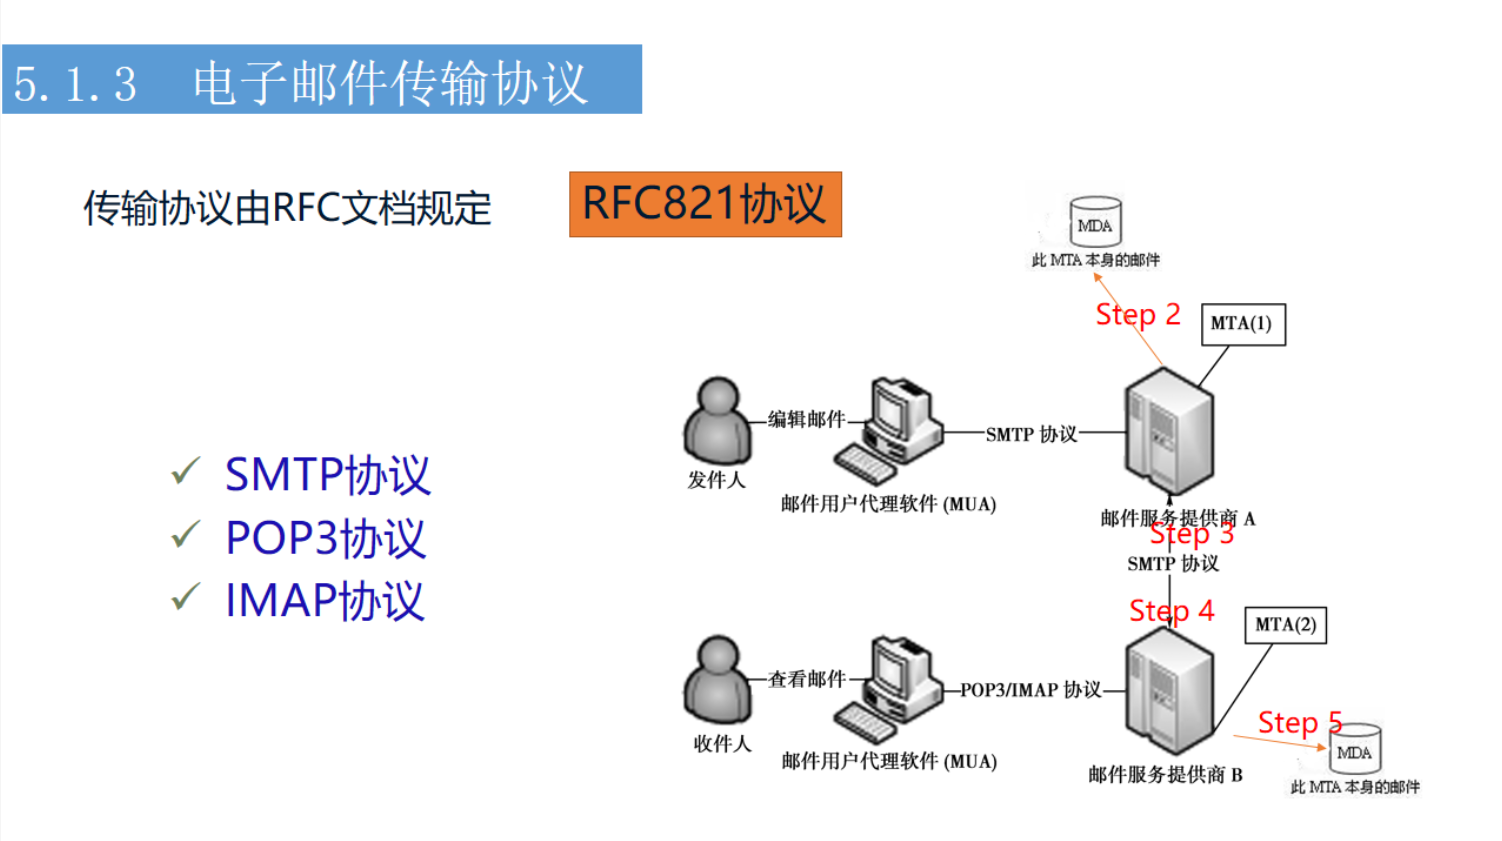 5.1.3 电子邮件传输协议
传输协议由RFC文档规定
RFC821协议
SMTP协议
POP3协议
IMAP协议
MDA
此 MTA 本身的邮件
Step 2
MTA(1)
编辑邮件
SMTP 协议
发件人
邮件用户代理软件 (MUA)
邮件服务提供商 A
Step 3
SMTP 协议
Step 4
MTA(2)
查看邮件
POP3/IMAP 协议
Step 5
MDA
收件人
邮件用户代理软件 (MUA)
邮件服务提供商 B
此 MTA 本身的邮件